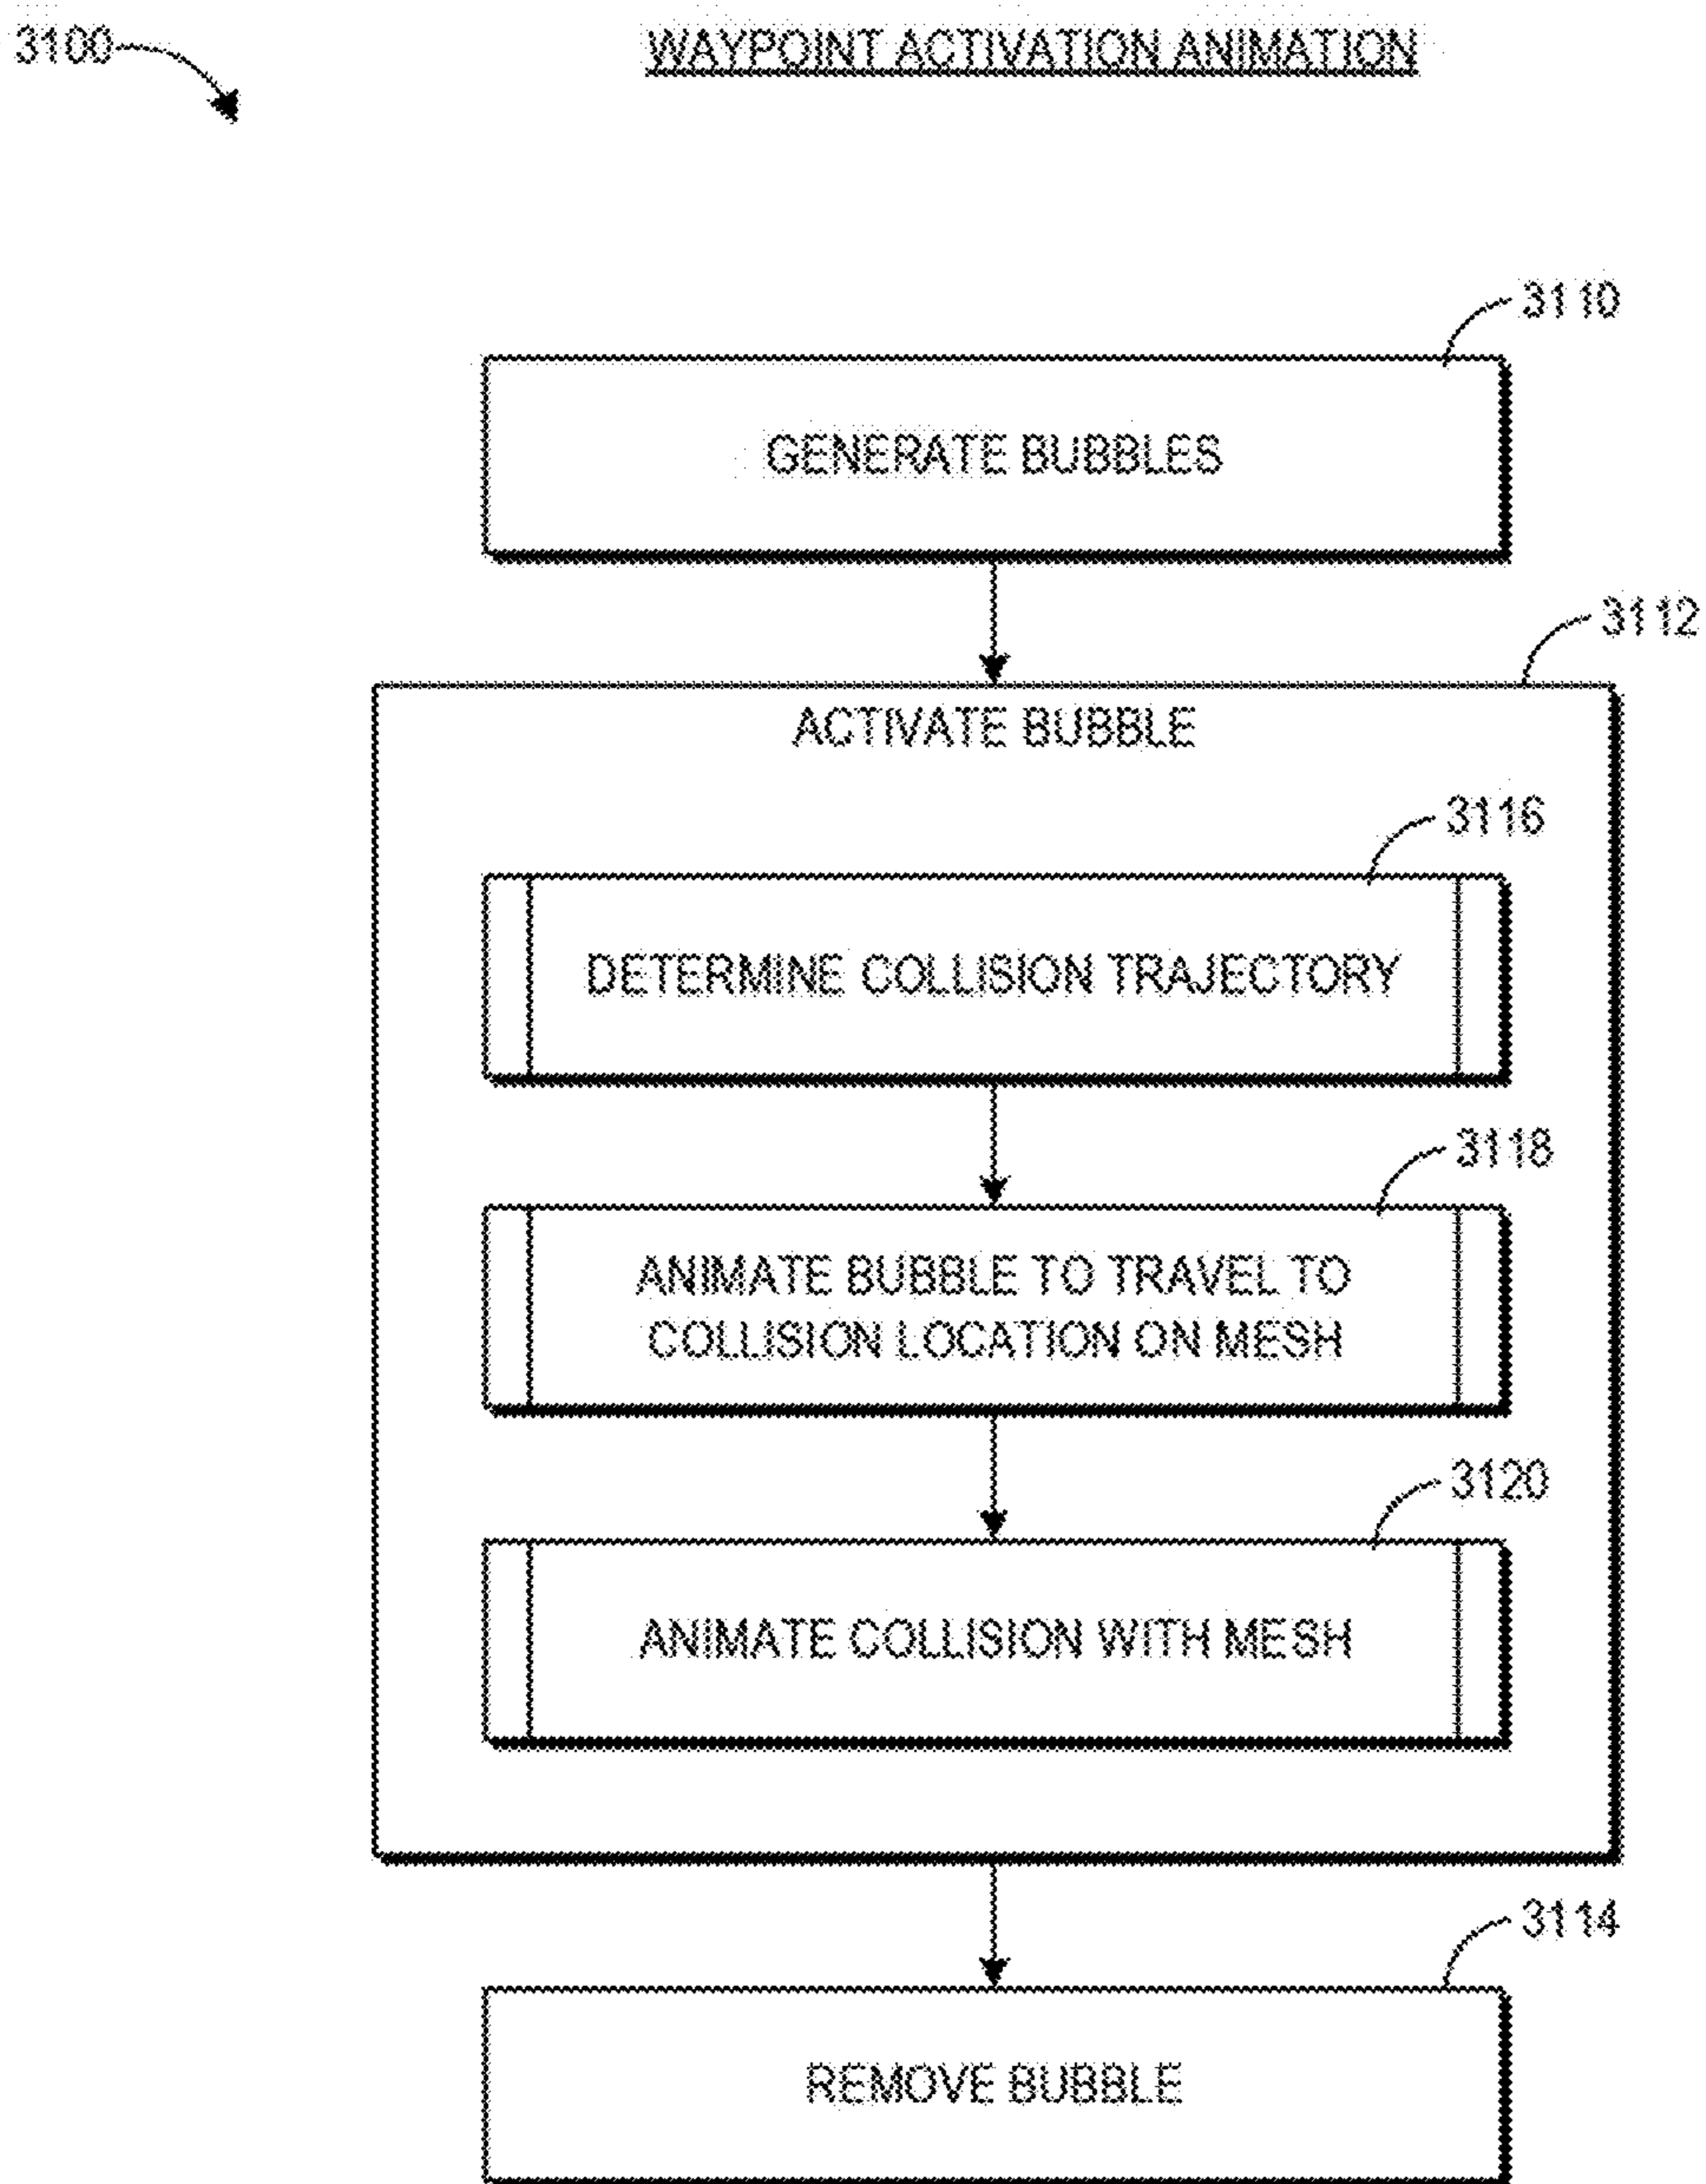 3100
WAYPOINT ACTIVATION ANIMATION
3110
GENERATE BUBBLES
3112
ACTIVATE BUBBLE
3116
DETERMINE COLLISION TRAJECTORY
3118
ANIMATE BUBBLE TO TRAVEL TO
COLLISION LOCATION ON MESH
3120
ANIMATE COLLISION WITH MESH
3114
REMOVE BUBBLE